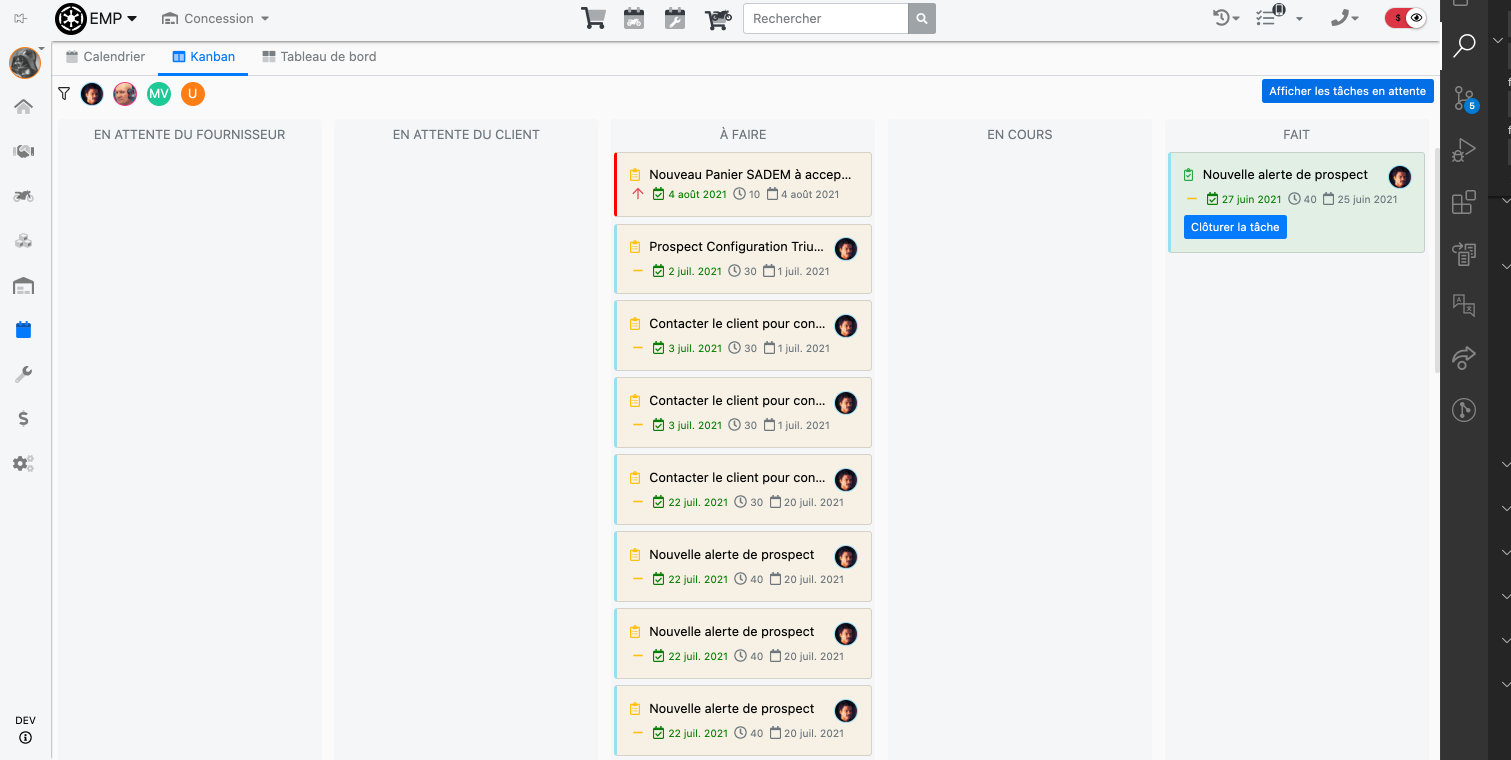 EMP
Concession
Rechercher
$
Calendrier
Kanban
Tableau de bord
MV
U
Afficher les tâches en attente
EN ATTENTE DU FOURNISSEUR
EN ATTENTE DU CLIENT
À FAIRE
EN COURS
FAIT
Nouveau Panier SADEM à accep...
4 août 2021 10 4 août 2021
Prospect Configuration Triu...
2 juil. 2021 30 1 juil. 2021
Contacter le client pour con...
3 juil. 2021 30 1 juil. 2021
Contacter le client pour con...
3 juil. 2021 30 1 juil. 2021
Contacter le client pour con...
22 juil. 2021 30 20 juil. 2021
Nouvelle alerte de prospect
22 juil. 2021 40 20 juil. 2021
Nouvelle alerte de prospect
22 juil. 2021 40 20 juil. 2021
Nouvelle alerte de prospect
22 juil. 2021 40 20 juil. 2021
Nouvelle alerte de prospect
27 juin 2021 40 25 juin 2021
Clôturer la tâche
DEV
5